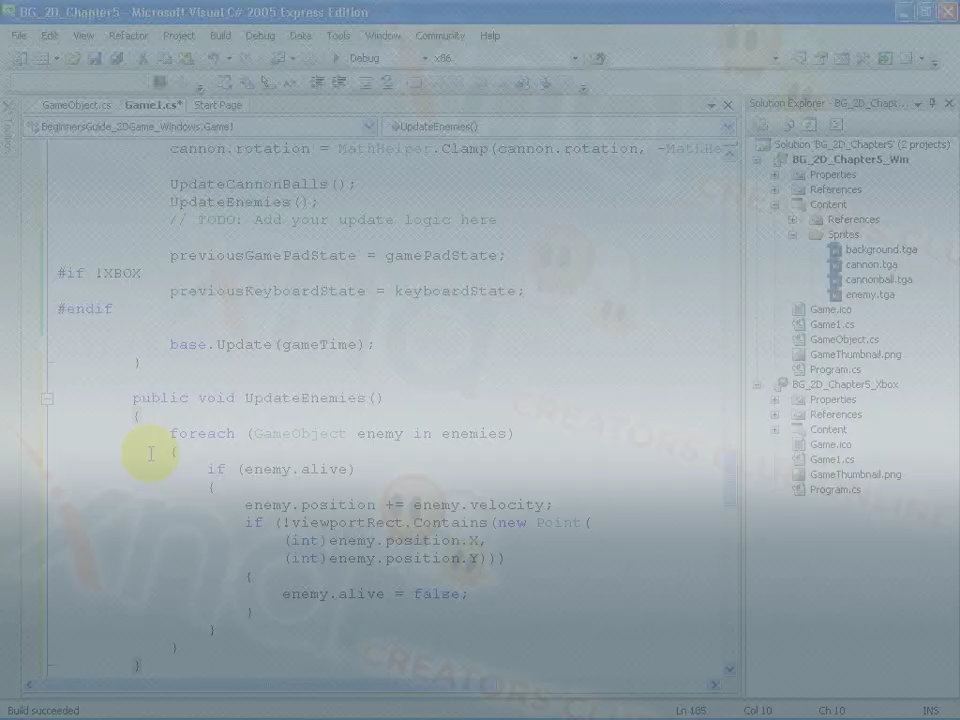 BG_2D_Chapter5 - Microsoft Visual C# 2005 Express Edition
File Edit View Refactor Project Build Debug Data Tools Window Community Help
Debug x86
GameObject.cs Game1.cs* Start Page
BeginnersGuide_2DGame_Windows.Game1 UpdateEnemies()
cannon.rotation = MathHelper.Clamp(cannon.rotation, -MathHe
UpdateCannonBalls();
UpdateEnemies();
// TODO: Add your update logic here
previousGamePadState = gamePadState;
#if !XBOX
previousKeyboardState = keyboardState;
#endif
base.Update(gameTime);
}
public void UpdateEnemies()
{
foreach (GameObject enemy in enemies)
{
if (enemy.alive)
{
enemy.position += enemy.velocity;
if (!viewportRect.Contains(new Point(
(int)enemy.position.X,
(int)enemy.position.Y)))
{
enemy.alive = false;
}
}
}
}
Solution Explorer - BG_2D_Chapt...
Solution 'BG_2D_Chapter5' (2 projects)
BG_2D_Chapter5_Win
Properties
References
Content
References
Sprites
background.tga
cannon.tga
cannonball.tga
enemy.tga
Game.ico
Game1.cs
GameObject.cs
GameThumbnail.png
Program.cs
BG_2D_Chapter5_Xbox
Properties
References
Content
Game.ico
Game1.cs
GameThumbnail.png
Program.cs
CREATORS CLUB ONLINE
CREATORS CL
Build succeeded Ln 185 Col 10 Ch 10 INS